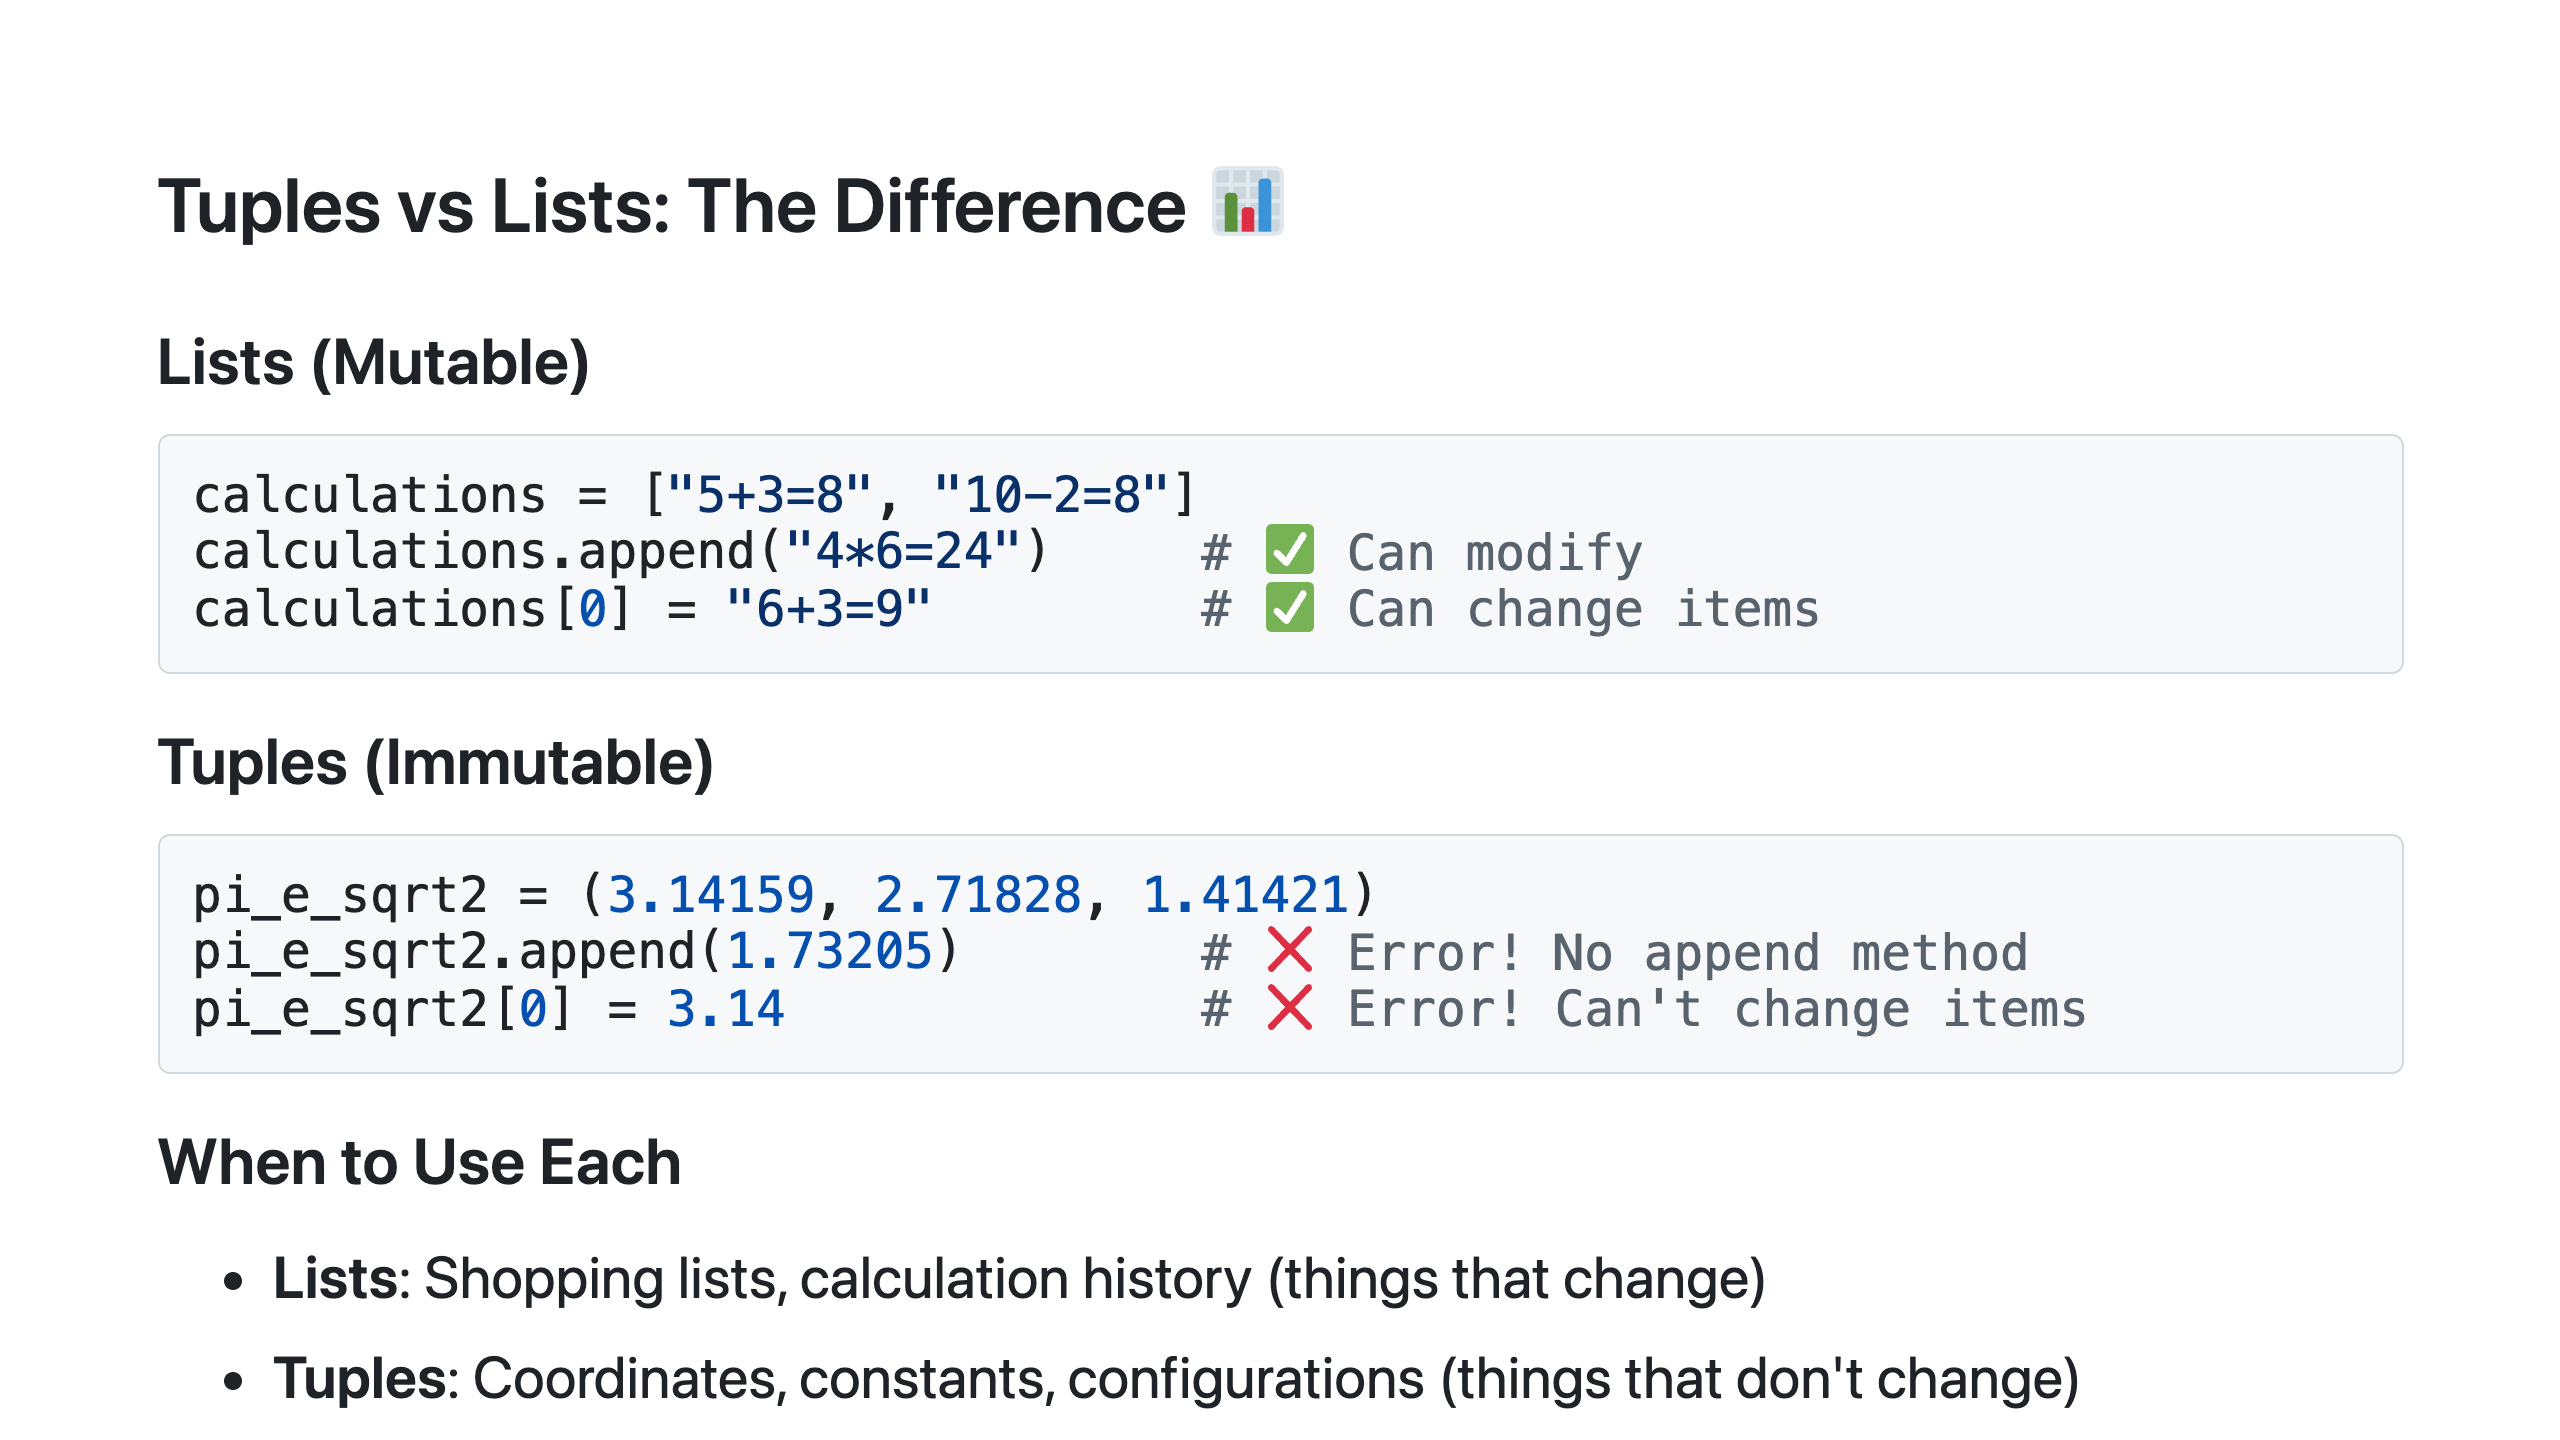 Tuples vs Lists: The Difference 📊
Lists (Mutable)
calculations = ["5+3=8", "10-2=8"]
calculations.append("4*6=24")     # ✅ Can modify
calculations[0] = "6+3=9"         # ✅ Can change items
Tuples (Immutable)
pi_e_sqrt2 = (3.14159, 2.71828, 1.41421)
pi_e_sqrt2.append(1.73205)        # ❌ Error! No append method
pi_e_sqrt2[0] = 3.14              # ❌ Error! Can't change items
When to Use Each
• Lists: Shopping lists, calculation history (things that change)
• Tuples: Coordinates, constants, configurations (things that don't change)